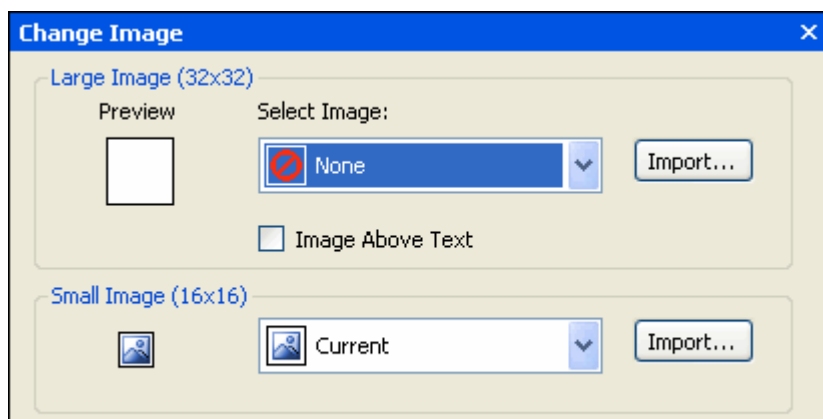 Change Image
Large Image (32x32)
Preview
Select Image:
None
Import...
Image Above Text
Small Image (16x16)
Current
Import...